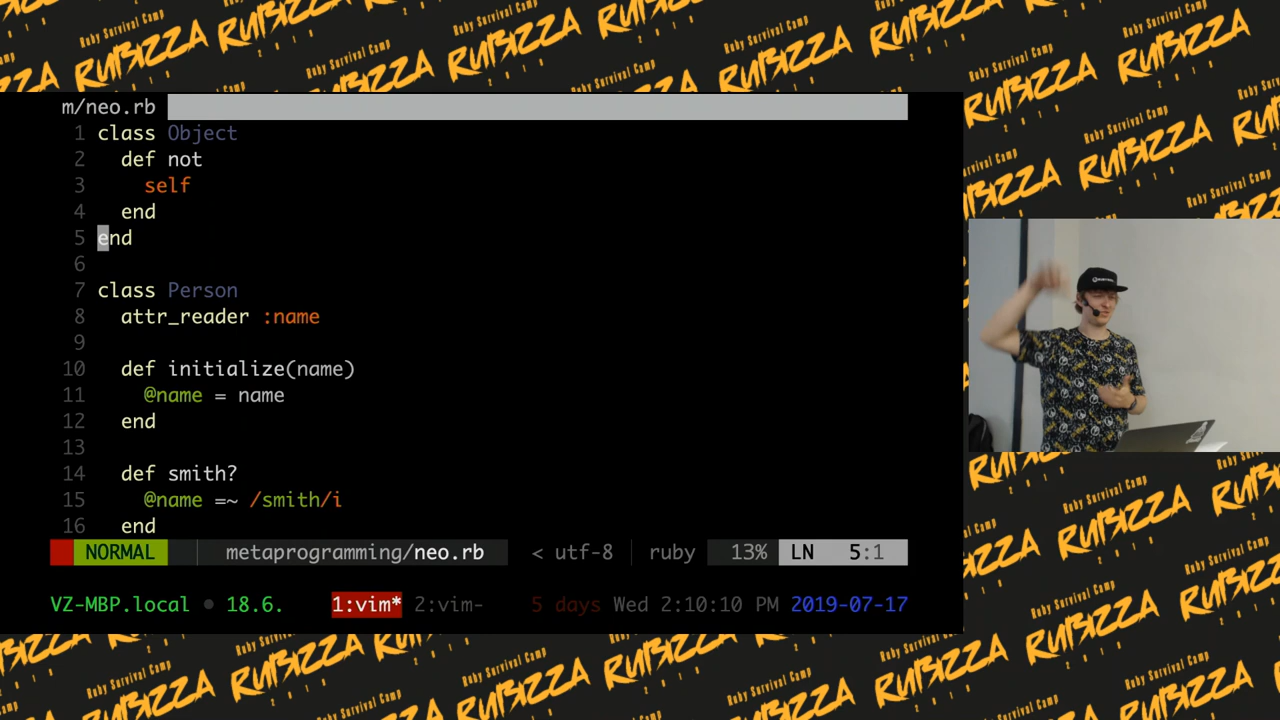 Ruby Survival Camp
RUBIZZA
2019
m/neo.rb
1 class Object
2 def not
3 self
4 end
5 end
6
7 class Person
8 attr_reader :name
9
10 def initialize(name)
11 @name = name
12 end
13
14 def smith?
15 @name =~ /smith/i
16 end
NORMAL metaprogramming/neo.rb < utf-8 ruby 13% LN 5:1
VZ-MBP.local • 18.6. 1:vim* 2:vim- 5 days Wed 2:10:10 PM 2019-07-17